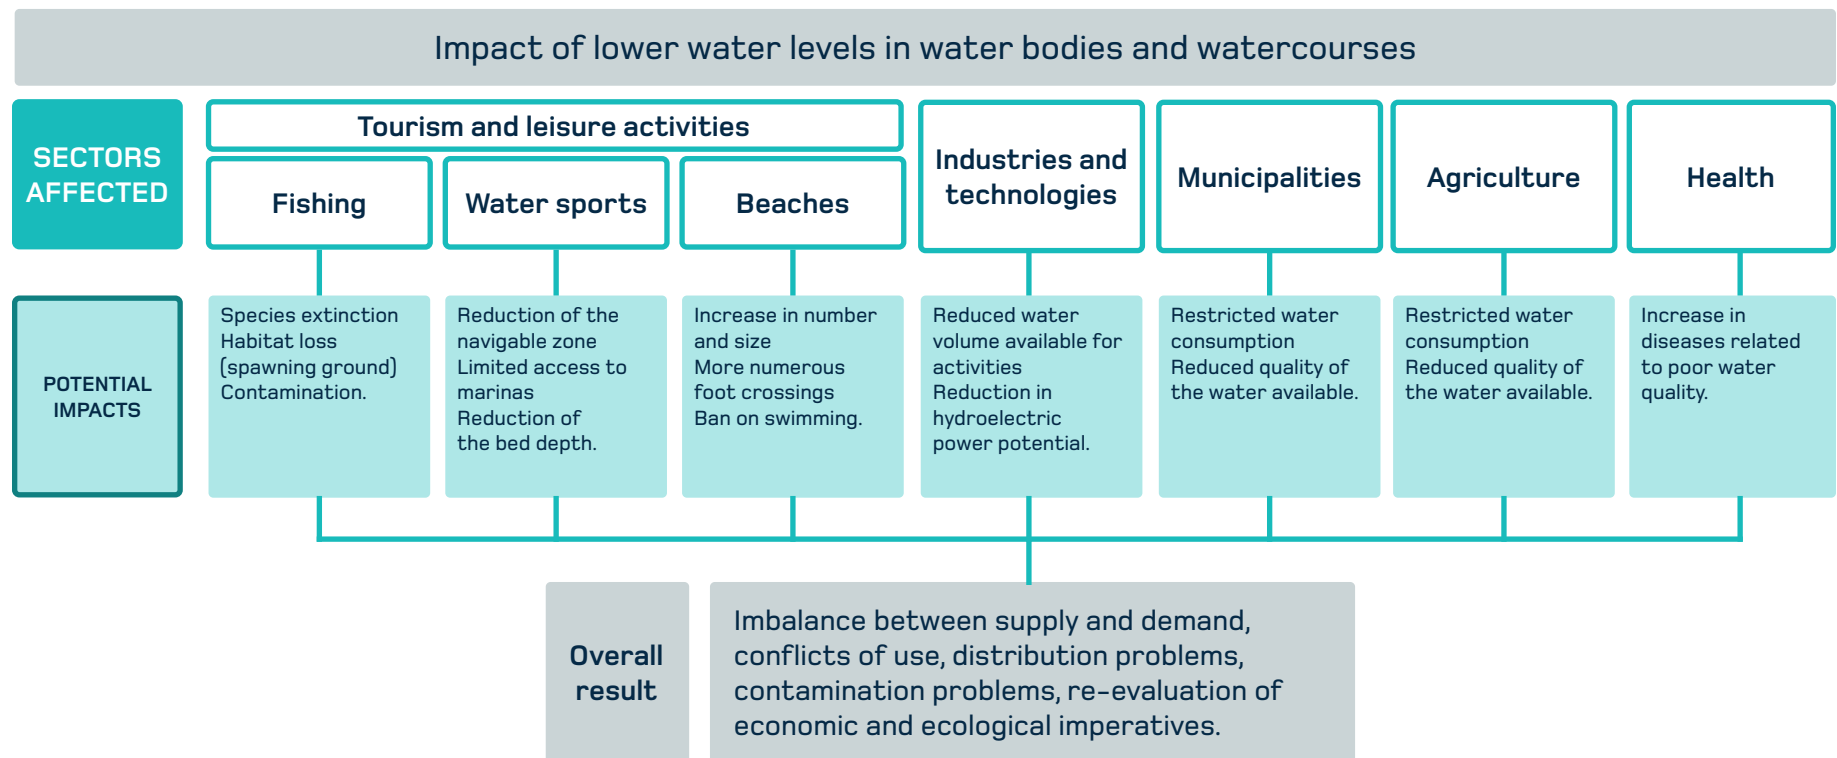 Impact of lower water levels in water bodies and watercourses
SECTORS
AFFECTED
Tourism and leisure activities
Fishing
Water sports
Beaches
Industries and
technologies
Municipalities
Agriculture
Health
POTENTIAL
IMPACTS
Species extinction
Habitat loss
(spawning ground)
Contamination.
Reduction of the
navigable zone
Limited access to
marinas
Reduction of
the bed depth.
Increase in number
and size
More numerous
foot crossings
Ban on swimming.
Reduced water
volume available for
activities
Reduction in
hydroelectric
power potential.
Restricted water
consumption
Reduced quality of
the water available.
Restricted water
consumption
Reduced quality of
the water available.
Increase in
diseases related
to poor water
quality.
Overall
result
Imbalance between supply and demand,
conflicts of use, distribution problems,
contamination problems, re-evaluation of
economic and ecological imperatives.